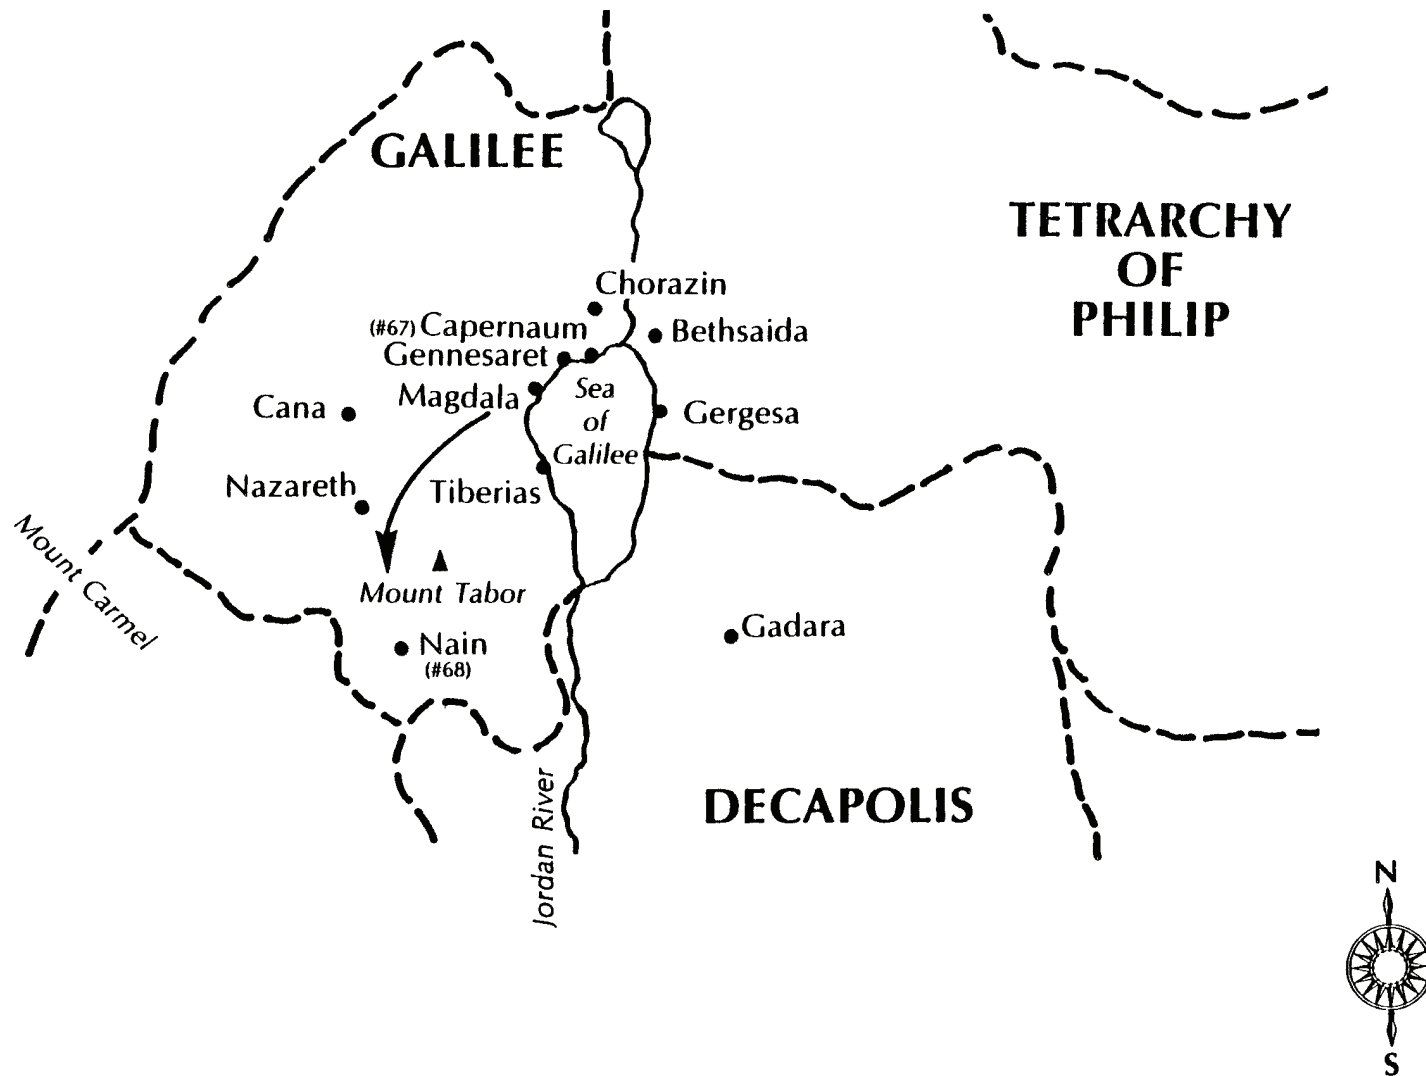 GALILEE
TETRARCHY
OF
PHILIP
Chorazin
(#67) Capernaum
Bethsaida
Gennesaret
Magdala
Sea
of
Galilee
Cana
Gergesa
Nazareth
Tiberias
Mount Carmel
Mount Tabor
Nain
(#68)
Gadara
Jordan River
DECAPOLIS
N
S